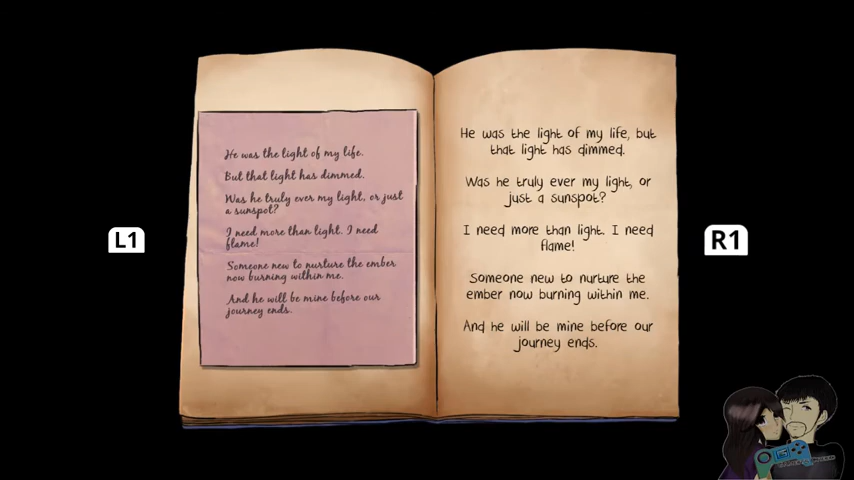 He was the light of my life.
But that light has dimmed.
Was he truly ever my light, or just
a sunspot?
I need more than light. I need
flame!
Someone new to nurture the ember
now burning within me.
And he will be mine before our
journey ends.
He was the light of my life, but
that light has dimmed.
Was he truly ever my light, or
just a sunspot?
I need more than light. I need
flame!
Someone new to nurture the
ember now burning within me.
And he will be mine before our
journey ends.
L1
R1